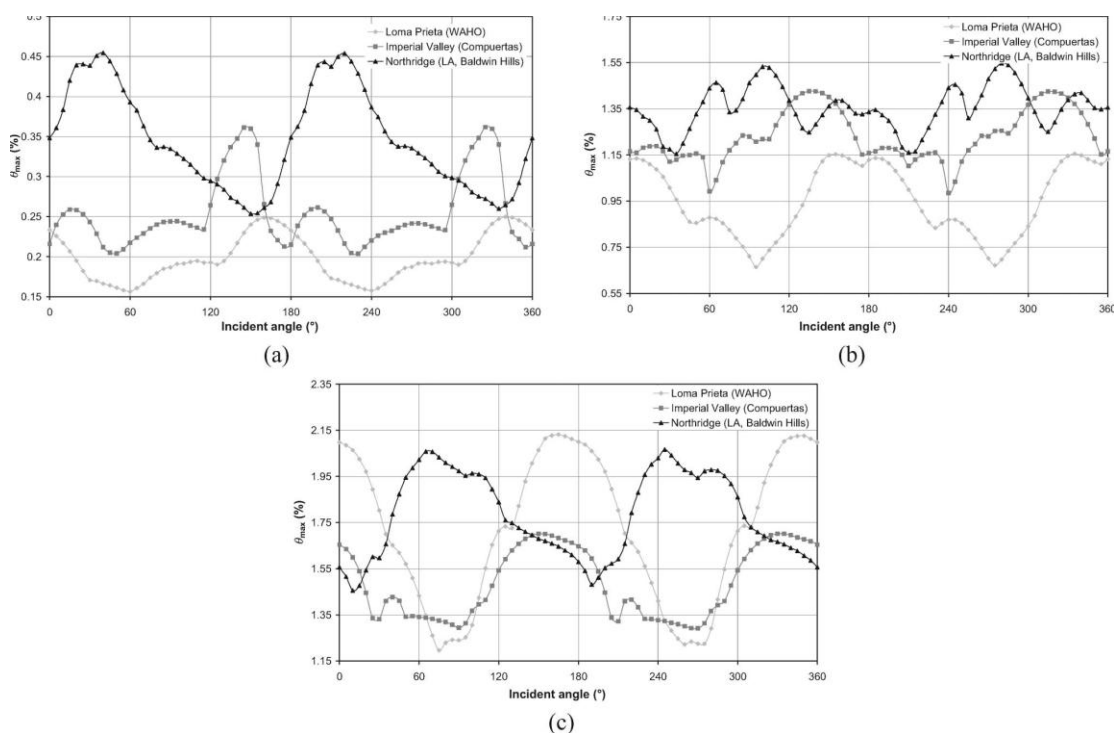 0.5
0.45
0.4
0.35
0.3
0.25
0.2
0.15
θmax (%)
Loma Prieta (WAHO)
Imperial Valley (Compuertas)
Northridge (LA, Baldwin Hills)
0 60 120 180 240 300 360
Incident angle (°)
(a)
1.55
1.35
1.15
0.95
0.75
0.55
θmax (%)
Loma Prieta (WAHO)
Imperial Valley (Compuertas)
Northridge (LA, Baldwin Hills)
0 60 120 180 240 300 360
Incident angle (°)
(b)
2.35
2.15
1.95
1.75
1.55
1.35
1.15
θmax (%)
Loma Prieta (WAHO)
Imperial Valley (Compuertas)
Northridge (LA, Baldwin Hills)
0 60 120 180 240 300 360
Incident angle (°)
(c)